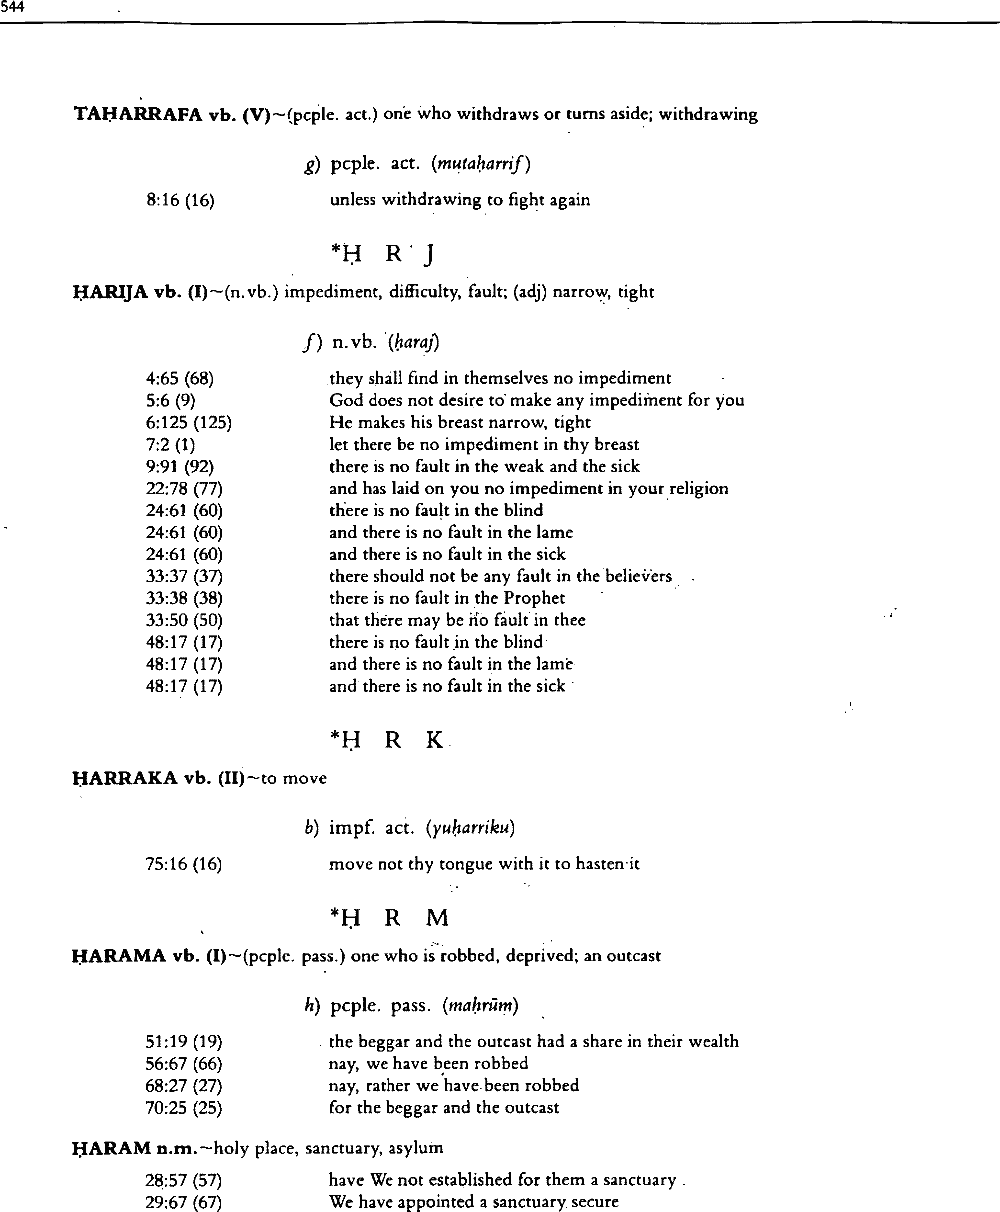 544
TAḤARRAFA vb. (V)~(pcple. act.) one who withdraws or turns aside; withdrawing
g) pcple. act. (mutaḥarrif)
8:16 (16) unless withdrawing to fight again
*Ḥ R J
ḤARIJA vb. (I)~(n.vb.) impediment, difficulty, fault; (adj) narrow, tight
f) n.vb. (ḥaraj)
4:65 (68) they shall find in themselves no impediment
5:6 (9) God does not desire to make any impediment for you
6:125 (125) He makes his breast narrow, tight
7:2 (1) let there be no impediment in thy breast
9:91 (92) there is no fault in the weak and the sick
22:78 (77) and has laid on you no impediment in your religion
24:61 (60) there is no fault in the blind
24:61 (60) and there is no fault in the lame
24:61 (60) and there is no fault in the sick
33:37 (37) there should not be any fault in the believers
33:38 (38) there is no fault in the Prophet
33:50 (50) that there may be no fault in thee
48:17 (17) there is no fault in the blind
48:17 (17) and there is no fault in the lame
48:17 (17) and there is no fault in the sick
*Ḥ R K
ḤARRAKA vb. (II)~to move
b) impf. act. (yuḥarriku)
75:16 (16) move not thy tongue with it to hasten it
*Ḥ R M
ḤARAMA vb. (I)~(pcple. pass.) one who is robbed, deprived; an outcast
h) pcple. pass. (maḥrūm)
51:19 (19) the beggar and the outcast had a share in their wealth
56:67 (66) nay, we have been robbed
68:27 (27) nay, rather we have been robbed
70:25 (25) for the beggar and the outcast
ḤARAM n.m.~holy place, sanctuary, asylum
28:57 (57) have We not established for them a sanctuary
29:67 (67) We have appointed a sanctuary secure